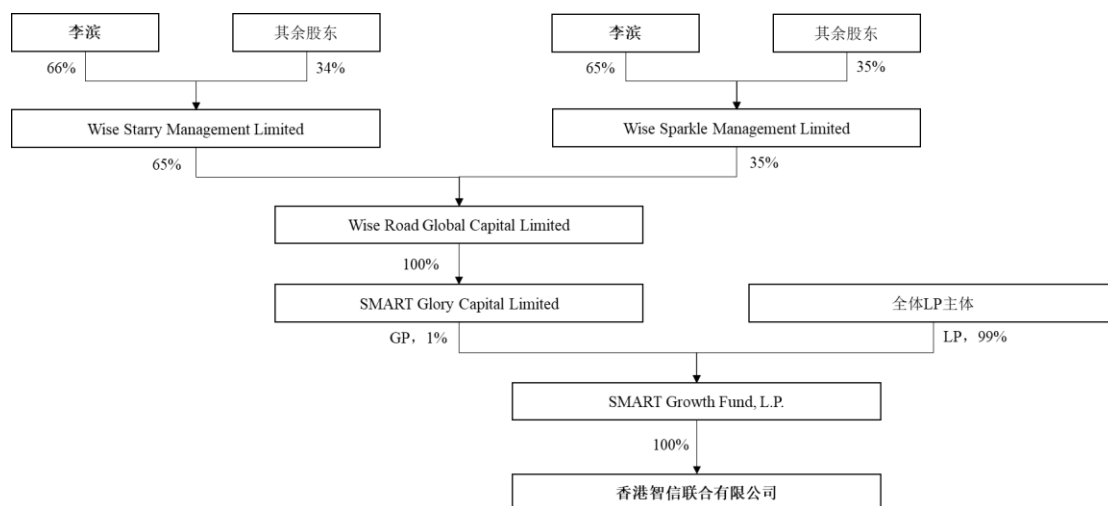 李滨
其余股东
李滨
其余股东
66%
34%
65%
35%
Wise Starry Management Limited
Wise Sparkle Management Limited
65%
35%
Wise Road Global Capital Limited
100%
SMART Glory Capital Limited
全体LP主体
GP，1%
LP，99%
SMART Growth Fund, L.P.
100%
香港智信联合有限公司